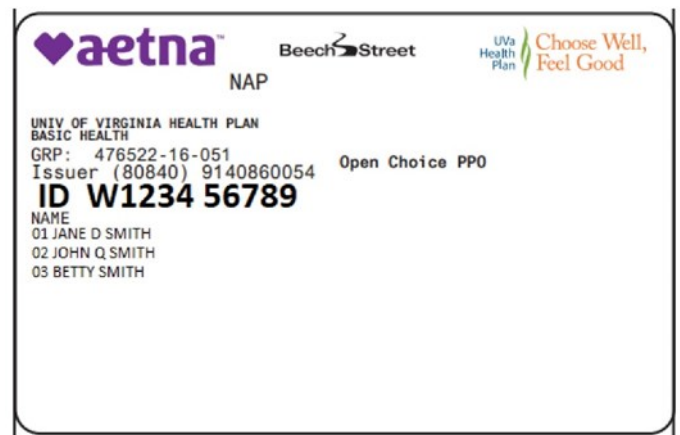 aetna™ Beech Street UVa Health Plan Choose Well, Feel Good
NAP
UNIV OF VIRGINIA HEALTH PLAN
BASIC HEALTH
GRP: 476522-16-051
Open Choice PPO
Issuer (80840) 9140860054
ID W1234 56789
NAME
01 JANE D SMITH
02 JOHN Q SMITH
03 BETTY SMITH